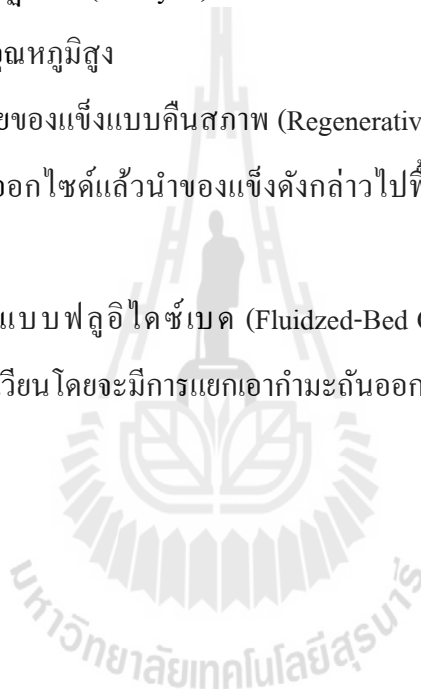 ุณหภูมิสูง
ยของแข็งแบบคืนสภาพ (Regenerativ
ออกไซด์แล้วนำของแข็งดังกล่าวไปพื้
แบบฟลูอิไดซ์เบด (Fluidzed-Bed
วียนโดยจะมีการแยกเอากำมะถันออก
มหาวิทยาลัยเทคโนโลยีสุรนารี